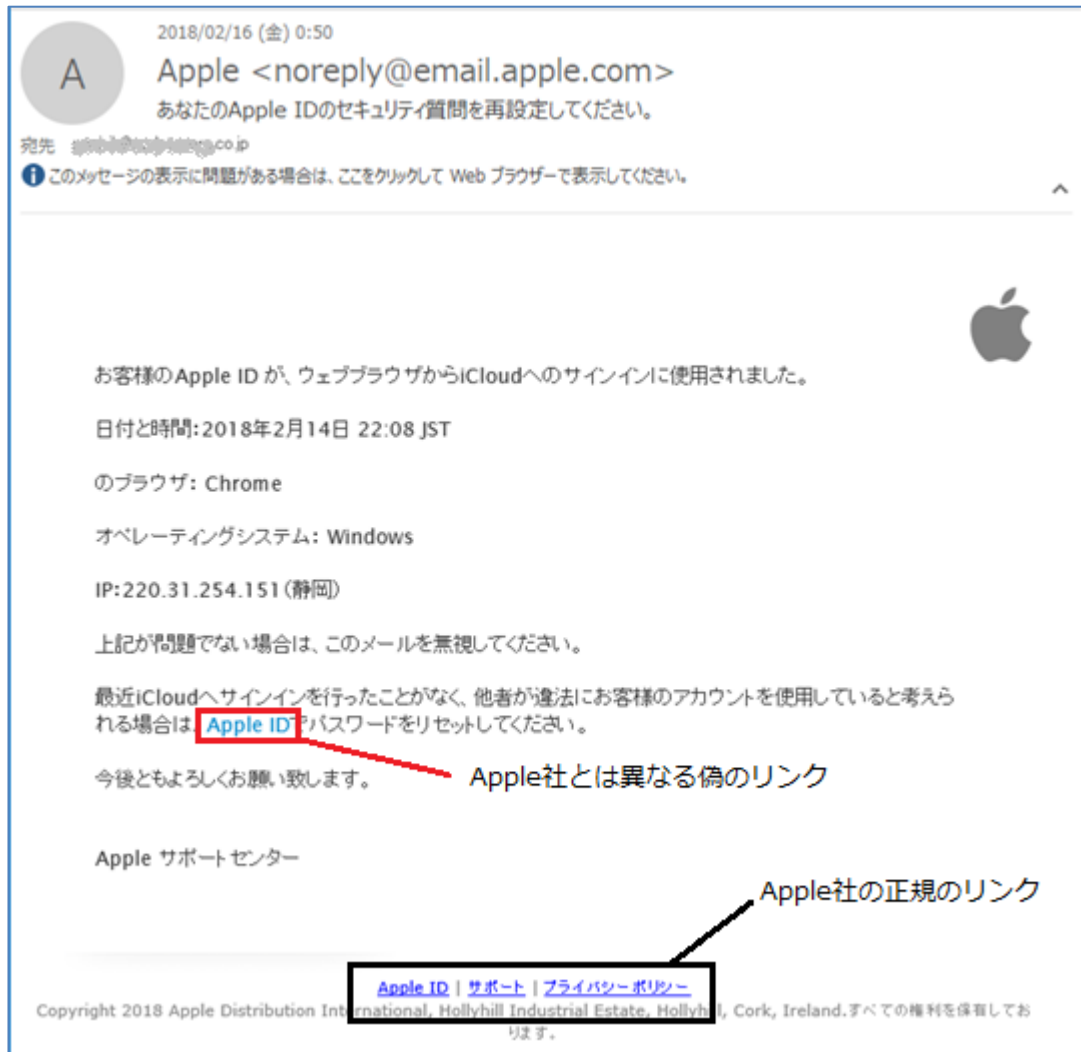 2018/02/16 (金) 0:50
A
Apple <noreply@email.apple.com>
あなたのApple IDのセキュリティ質問を再設定してください。
宛先 co.jp
このメッセージの表示に問題がある場合は、ここをクリックして Web ブラウザーで表示してください。
お客様のApple ID が、ウェブブラウザからiCloudへのサインインに使用されました。
日付と時間:2018年2月14日 22:08 JST
のブラウザ: Chrome
オペレーティングシステム: Windows
IP:220.31.254.151(静岡)
上記が問題でない場合は、このメールを無視してください。
最近iCloudへサインインを行ったことがなく、他者が違法にお客様のアカウントを使用していると考えら
れる場合は、Apple IDでパスワードをリセットしてください。
Apple社とは異なる偽のリンク
今後ともよろしくお願い致します。
Apple サポートセンター
Apple社の正規のリンク
Apple ID | サポート | プライバシーポリシー
Copyright 2018 Apple Distribution International, Hollyhill Industrial Estate, Hollyhill, Cork, Ireland.すべての権利を保有してお
ります。